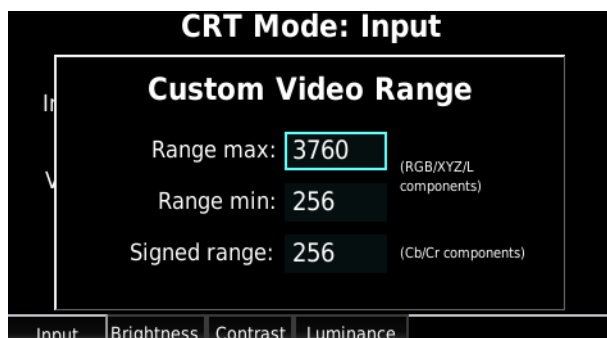 CRT Mode: Input
Custom Video Range
Range max: 3760
(RGB/XYZ/L
components)
Range min: 256
Signed range: 256 (Cb/Cr components)
Input Brightness Contrast Luminance